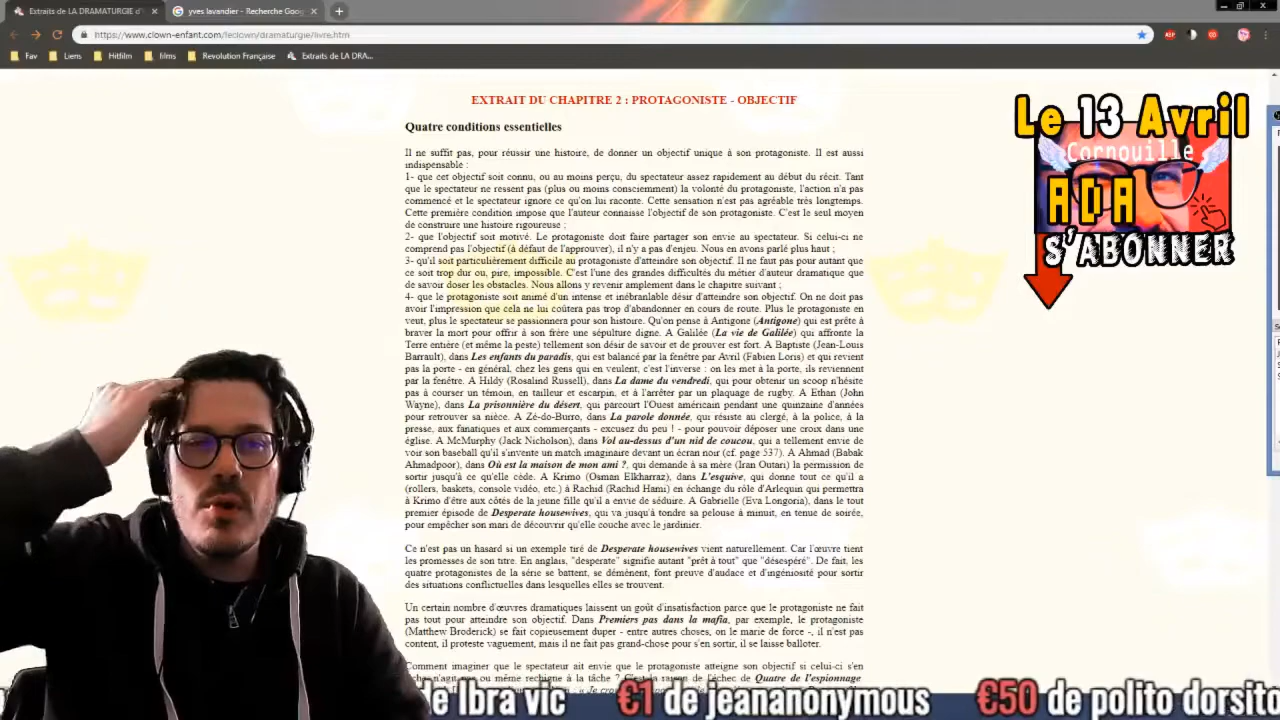 Extraits de LA DRAMATURGIE d'
yves lavandier - Recherche Goog
https://www.clown-enfant.com/leclown/dramaturgie/livre.htm
Fav
Liens
Hitfilm
films
Revolution Française
Extraits de LA DRA...
EXTRAIT DU CHAPITRE 2 : PROTAGONISTE - OBJECTIF
Quatre conditions essentielles
Il ne suffit pas, pour réussir une histoire, de donner un objectif unique à son protagoniste. Il est aussi
indispensable :
1- que cet objectif soit connu, ou au moins perçu, du spectateur assez rapidement au début du récit. Tant
que le spectateur ne ressent pas (plus ou moins consciemment) la volonté du protagoniste, l'action n'a pas
commencé et le spectateur ignore ce qu'on lui raconte. Cette sensation n'est pas agréable très longtemps.
Cette première condition impose que l'auteur connaisse l'objectif de son protagoniste. C'est le seul moyen
de construire une histoire rigoureuse ;
2- que l'objectif soit motivé. Le protagoniste doit faire partager son envie au spectateur. Si celui-ci ne
comprend pas l'objectif (à défaut de l'approuver), il n'y a pas d'enjeu. Nous en avons parlé plus haut ;
3- qu'il soit particulièrement difficile au protagoniste d'atteindre son objectif. Il ne faut pas pour autant que
ce soit trop dur ou, pire, impossible. C'est l'une des grandes difficultés du métier d'auteur dramatique que
de savoir doser les obstacles. Nous allons y revenir amplement dans le chapitre suivant ;
4- que le protagoniste soit animé d'un intense et inébranlable désir d'atteindre son objectif. On ne doit pas
avoir l'impression que cela ne lui coûtera pas trop d'abandonner en cours de route. Plus le protagoniste en
veut, plus le spectateur se passionnera pour son histoire. Qu'on pense à Antigone (Antigone) qui est prête à
braver la mort pour offrir à son frère une sépulture digne. A Galilée (La vie de Galilée) qui affronte la
Terre entière (et même la peste) tellement son désir de savoir et de prouver est fort. A Baptiste (Jean-Louis
Barrault), dans Les enfants du paradis, qui est balancé par la fenêtre par Avril (Fabien Loris) et qui revient
pas la porte - en général, chez les gens qui en veulent, c'est l'inverse : on les met à la porte, ils reviennent
par la fenêtre. A Hildy (Rosalind Russell), dans La dame du vendredi, qui pour obtenir un scoop n'hésite
pas à courser un témoin, en tailleur et escarpin, et à l'arrêter par un plaquage de rugby. A Ethan (John
Wayne), dans La prisonnière du désert, qui parcourt l'Ouest américain pendant une quinzaine d'années
pour retrouver sa nièce. A Zé-do-Burro, dans La parole donnée, qui résiste au clergé, à la police, à la
presse, aux fanatiques et aux commerçants - excusez du peu ! - pour pouvoir déposer une croix dans une
église. A McMurphy (Jack Nicholson), dans Vol au-dessus d'un nid de coucou, qui a tellement envie de
voir son baseball qu'il s'invente un match imaginaire devant un écran noir (cf. page 537). A Ahmad (Babak
Ahmadpoor), dans Où est la maison de mon ami ?, qui demande à sa mère (Iran Outari) la permission de
sortir jusqu'à ce qu'elle cède. A Krimo (Osman Elkharraz), dans L'esquive, qui donne tout ce qu'il a
(rollers, baskets, console vidéo, etc.) à Rachid (Rachid Hami) en échange du rôle d'Arlequin qui permettra
à Krimo d'être aux côtés de la jeune fille qu'il a envie de séduire. A Gabrielle (Eva Longoria), dans le tout
premier épisode de Desperate housewives, qui va jusqu'à tondre sa pelouse à minuit, en tenue de soirée,
pour empêcher son mari de découvrir qu'elle couche avec le jardinier.
Ce n'est pas un hasard si un exemple tiré de Desperate housewives vient naturellement. Car l'œuvre tient
les promesses de son titre. En anglais, "desperate" signifie autant "prêt à tout" que "désespéré". De fait, les
quatre protagonistes de la série se battent, se démènent, font preuve d'audace et d'ingéniosité pour sortir
des situations conflictuelles dans lesquelles elles se trouvent.
Un certain nombre d'œuvres dramatiques laissent un goût d'insatisfaction parce que le protagoniste ne fait
pas tout pour atteindre son objectif. Dans Premiers pas dans la mafia, par exemple, le protagoniste
(Matthew Broderick) se fait copieusement duper - entre autres choses, on le marie de force -, il n'est pas
content, il proteste vaguement, mais il ne fait pas grand-chose pour s'en sortir, il se laisse balloter.
Comment imaginer que le spectateur ait envie que le protagoniste atteigne son objectif si celui-ci s'en
n'agit pas ou même rechigne à la tâche ? C'est la raison de l'échec de Quatre de l'espionnage
Le 13 Avril
Cornouille
ADA
S'ABONNER
de Ibra vic €1 de jeananonymous €50 de polito dorsito